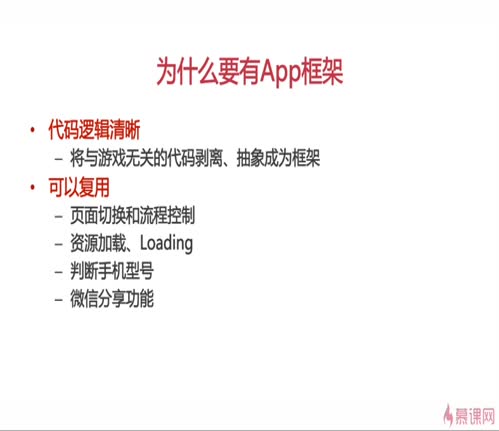 为什么要有App框架
• 代码逻辑清晰
– 将与游戏无关的代码剥离、抽象成为框架
• 可以复用
– 页面切换和流程控制
– 资源加载、Loading
– 判断手机型号
– 微信分享功能
慕课网